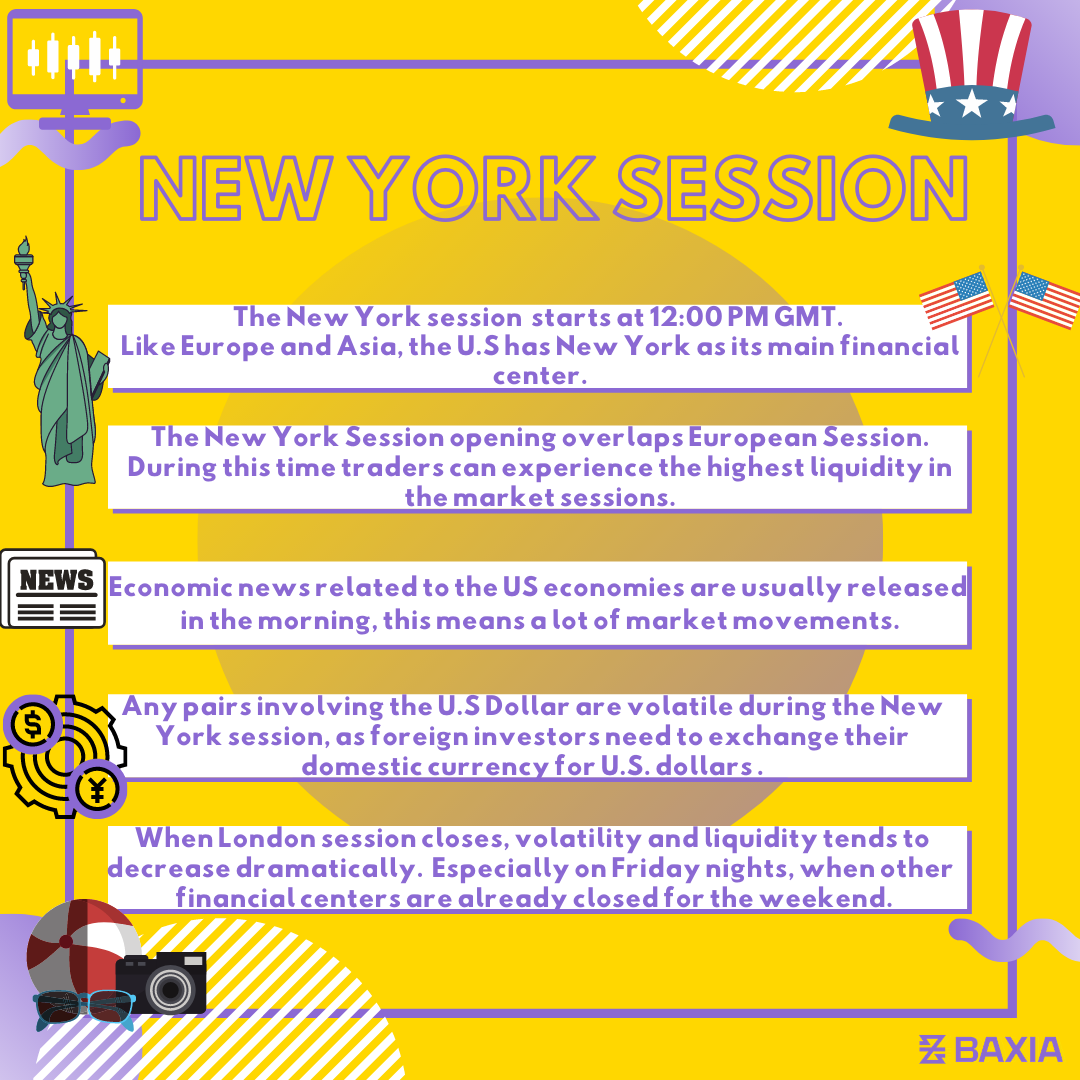 NEW YORK SESSION
The New York session starts at 12:00 PM GMT.
Like Europe and Asia, the U.S has New York as its main financial
center.
The New York Session opening overlaps European Session.
During this time traders can experience the highest liquidity in
the market sessions.
NEWS
Economic news related to the US economies are usually released
in the morning, this means a lot of market movements.
$
¥
Any pairs involving the U.S Dollar are volatile during the New
York session, as foreign investors need to exchange their
domestic currency for U.S. dollars .
When London session closes, volatility and liquidity tends to
decrease dramatically. Especially on Friday nights, when other
financial centers are already closed for the weekend.
BAXIA